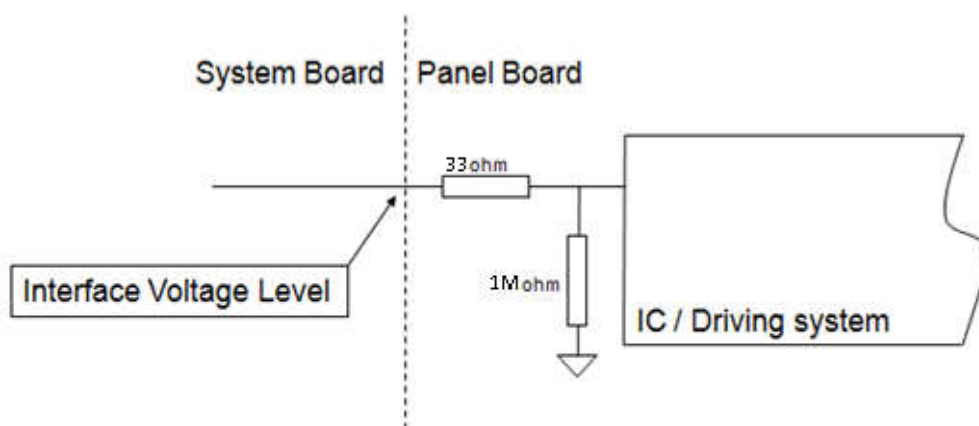 System Board
Panel Board
33ohm
Interface Voltage Level
1Mohm
IC / Driving system